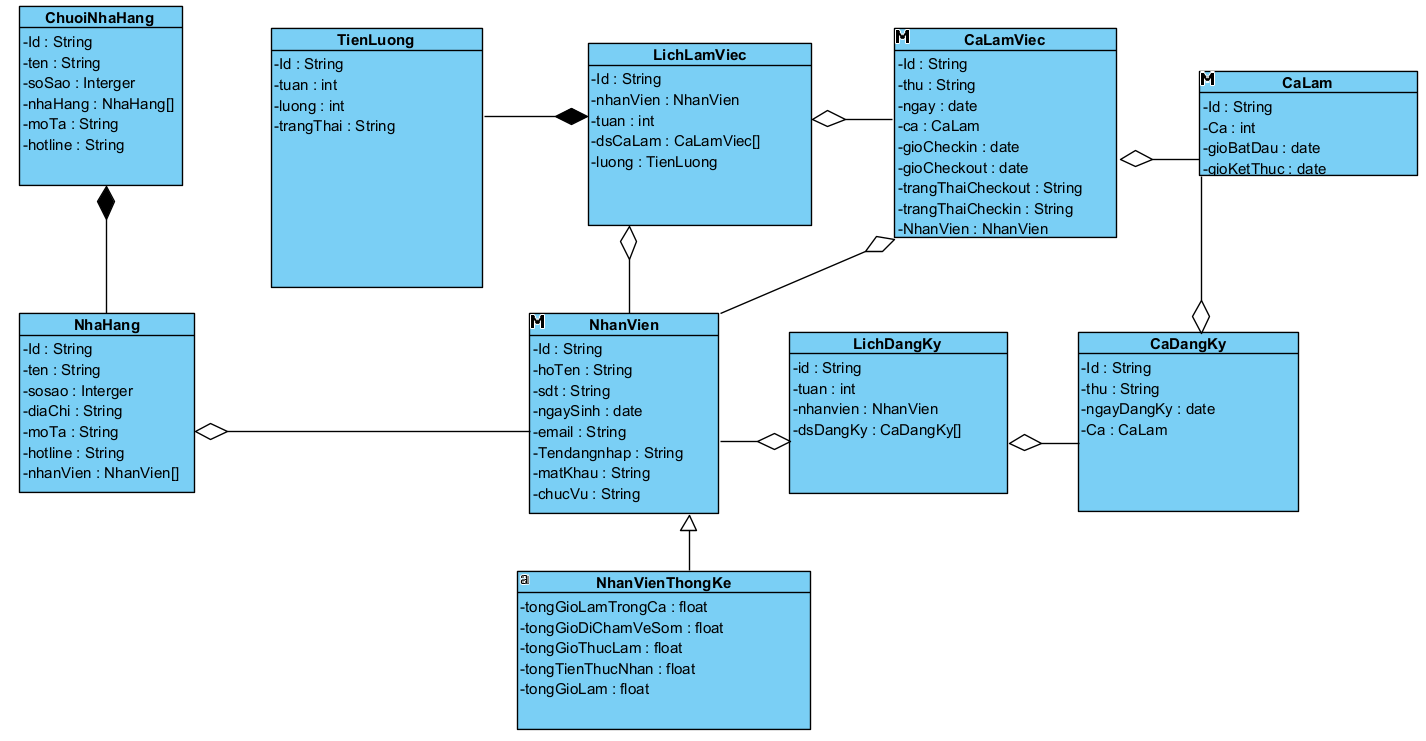 ChuoiNhaHang
-Id : String
-ten : String
-soSao : Interger
-nhaHang : NhaHang[]
-moTa : String
-hotline : String
TienLuong
-Id : String
-tuan : int
-luong : int
-trangThai : String
LichLamViec
-Id : String
-nhanVien : NhanVien
-tuan : int
-dsCaLam : CaLamViec[]
-luong : TienLuong
M
CaLamViec
-Id : String
-thu : String
-ngay : date
-ca : CaLam
-gioCheckin : date
-gioCheckout : date
-trangThaiCheckout : String
-trangThaiCheckin : String
-NhanVien : NhanVien
M
CaLam
-Id : String
-Ca : int
-gioBatDau : date
-gioKetThuc : date
NhaHang
-Id : String
-ten : String
-sosao : Interger
-diaChi : String
-moTa : String
-hotline : String
-nhanVien : NhanVien[]
M
NhanVien
-Id : String
-hoTen : String
-sdt : String
-ngaySinh : date
-email : String
-Tendangnhap : String
-matKhau : String
-chucVu : String
LichDangKy
-id : String
-tuan : int
-nhanvien : NhanVien
-dsDangKy : CaDangKy[]
CaDangKy
-Id : String
-thu : String
-ngayDangKy : date
-Ca : CaLam
a
NhanVienThongKe
-tongGioLamTrongCa : float
-tongGioDiChamVeSom : float
-tongGioThucLam : float
-tongTienThucNhan : float
-tongGioLam : float